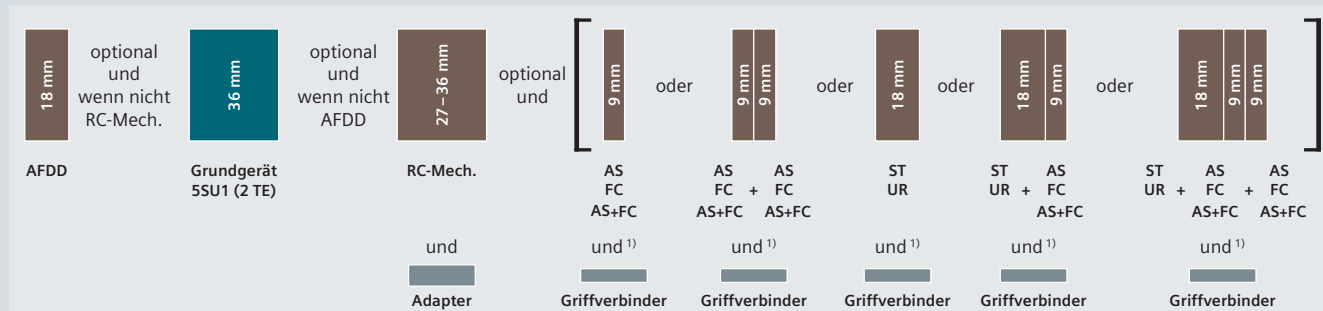 18 mm
optional
und
wenn nicht
RC-Mech.
36 mm
optional
und
wenn nicht
AFDD
27–36 mm
optional
und
9 mm
oder
9 mm 9 mm
oder
18 mm
oder
18 mm 9 mm
oder
18 mm 9 mm 9 mm
AFDD
Grundgerät
5SU1 (2 TE)
RC-Mech.
AS
FC
AS+FC
AS AS
FC + FC
AS+FC AS+FC
ST
UR
ST AS
UR + FC
AS+FC
ST AS AS
UR + FC + FC
AS+FC AS+FC
und und 1) und 1) und 1) und 1) und 1)
Adapter Griffverbinder Griffverbinder Griffverbinder Griffverbinder Griffverbinder